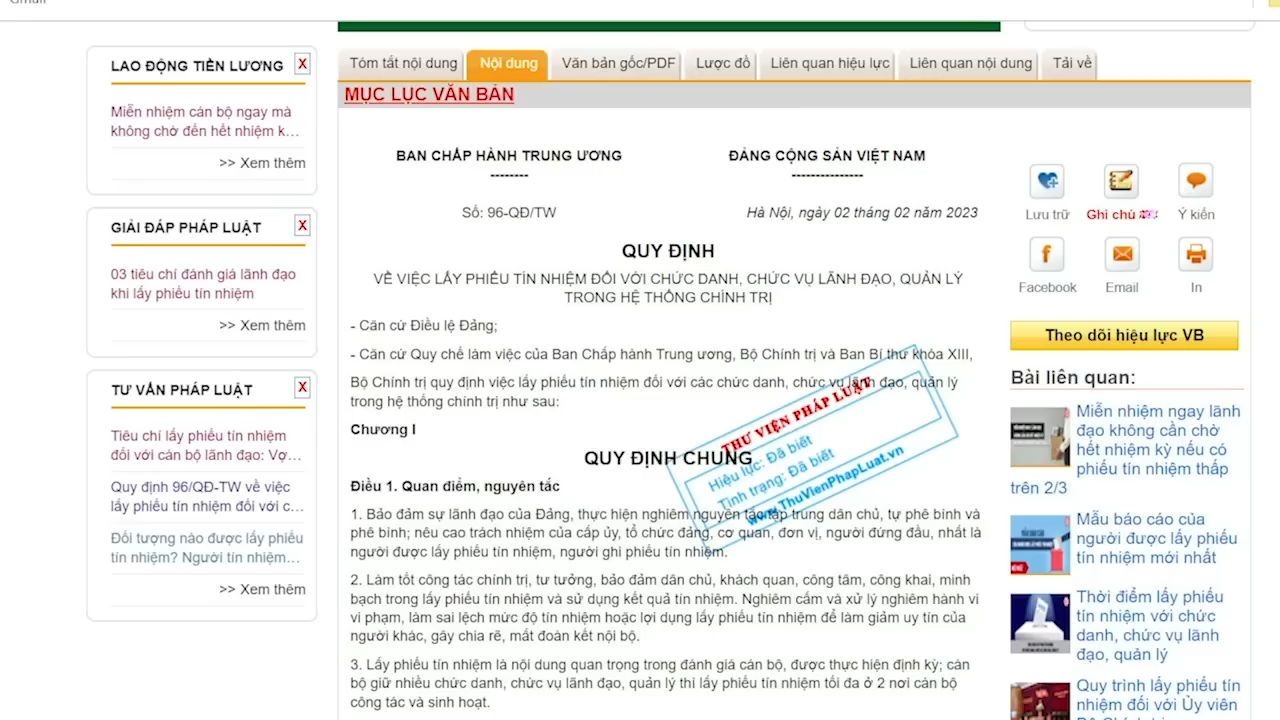 Gmail
LAO ĐỘNG TIỀN LƯƠNG X
Miễn nhiệm cán bộ ngay mà
không chờ đến hết nhiệm k…
>> Xem thêm
GIẢI ĐÁP PHÁP LUẬT X
03 tiêu chí đánh giá lãnh đạo
khi lấy phiếu tín nhiệm
>> Xem thêm
TƯ VẤN PHÁP LUẬT X
Tiêu chí lấy phiếu tín nhiệm
đối với cán bộ lãnh đạo: Vợ…
Quy định 96/QĐ-TW về việc
lấy phiếu tín nhiệm đối với c…
Đối tượng nào được lấy phiếu
tín nhiệm? Người tín nhiệm…
>> Xem thêm
Tóm tắt nội dung Nội dung Văn bản gốc/PDF Lược đồ Liên quan hiệu lực Liên quan nội dung Tải về
MỤC LỤC VĂN BẢN
BAN CHẤP HÀNH TRUNG ƯƠNG ĐẢNG CỘNG SẢN VIỆT NAM
-------- ---------------
Số: 96-QĐ/TW Hà Nội, ngày 02 tháng 02 năm 2023
QUY ĐỊNH
VỀ VIỆC LẤY PHIẾU TÍN NHIỆM ĐỐI VỚI CHỨC DANH, CHỨC VỤ LÃNH ĐẠO, QUẢN LÝ
TRONG HỆ THỐNG CHÍNH TRỊ
- Căn cứ Điều lệ Đảng;
- Căn cứ Quy chế làm việc của Ban Chấp hành Trung ương, Bộ Chính trị và Ban Bí thư khóa XIII,
Bộ Chính trị quy định việc lấy phiếu tín nhiệm đối với các chức danh, chức vụ lãnh đạo, quản lý
trong hệ thống chính trị như sau:
Chương I
QUY ĐỊNH CHUNG
Điều 1. Quan điểm, nguyên tắc
1. Bảo đảm sự lãnh đạo của Đảng, thực hiện nghiêm nguyên tắc tập trung dân chủ, tự phê bình và
phê bình; nêu cao trách nhiệm của cấp ủy, tổ chức đảng, cơ quan, đơn vị, người đứng đầu, nhất là
người được lấy phiếu tín nhiệm, người ghi phiếu tín nhiệm.
2. Làm tốt công tác chính trị, tư tưởng, bảo đảm dân chủ, khách quan, công tâm, công khai, minh
bạch trong lấy phiếu tín nhiệm và sử dụng kết quả tín nhiệm. Nghiêm cấm và xử lý nghiêm hành vi
vi phạm, làm sai lệch mức độ tín nhiệm hoặc lợi dụng lấy phiếu tín nhiệm để làm giảm uy tín của
người khác, gây chia rẽ, mất đoàn kết nội bộ.
3. Lấy phiếu tín nhiệm là nội dung quan trọng trong đánh giá cán bộ, được thực hiện định kỳ; cán
bộ giữ nhiều chức danh, chức vụ lãnh đạo, quản lý thì lấy phiếu tín nhiệm tối đa ở 2 nơi cán bộ
công tác và sinh hoạt.
THƯ VIỆN PHÁP LUẬT
Hiệu lực: Đã biết
Tình trạng: Đã biết
www.ThuVienPhapLuat.vn
Lưu trữ Ghi chú Ý kiến
Facebook Email In
Theo dõi hiệu lực VB
Bài liên quan:
Miễn nhiệm ngay lãnh
đạo không cần chờ
hết nhiệm kỳ nếu có
phiếu tín nhiệm thấp
trên 2/3
Mẫu báo cáo của
người được lấy phiếu
tín nhiệm mới nhất
Thời điểm lấy phiếu
tín nhiệm với chức
danh, chức vụ lãnh
đạo, quản lý
Quy trình lấy phiếu tín
nhiệm đối với Ủy viên